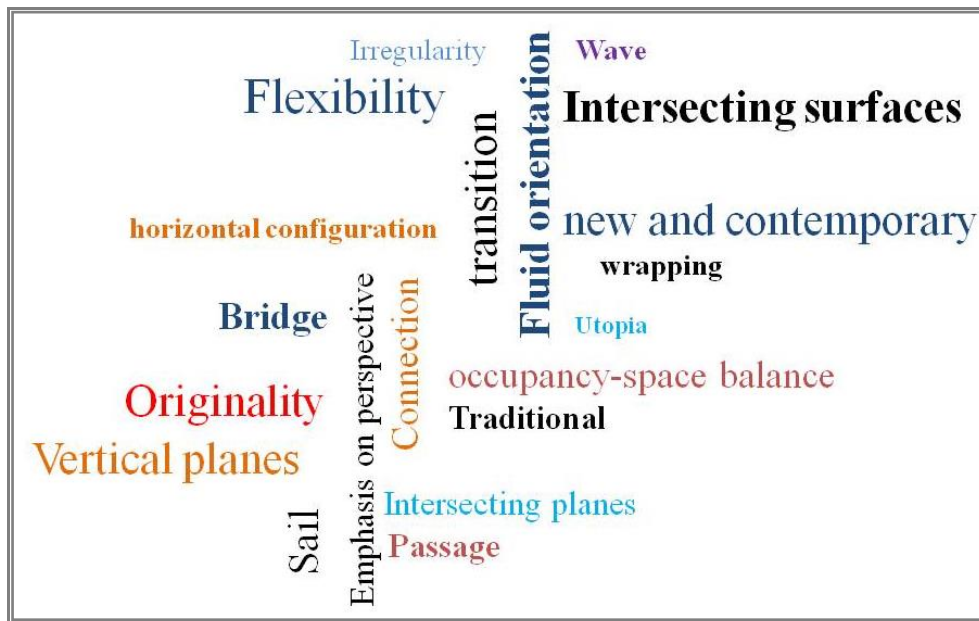 Irregularity
Wave
Flexibility
Intersecting surfaces
transition
Fluid orientation
horizontal configuration
new and contemporary
wrapping
Bridge
Emphasis on perspective
Connection
Utopia
occupancy-space balance
Originality
Traditional
Vertical planes
Sail
Intersecting planes
Passage